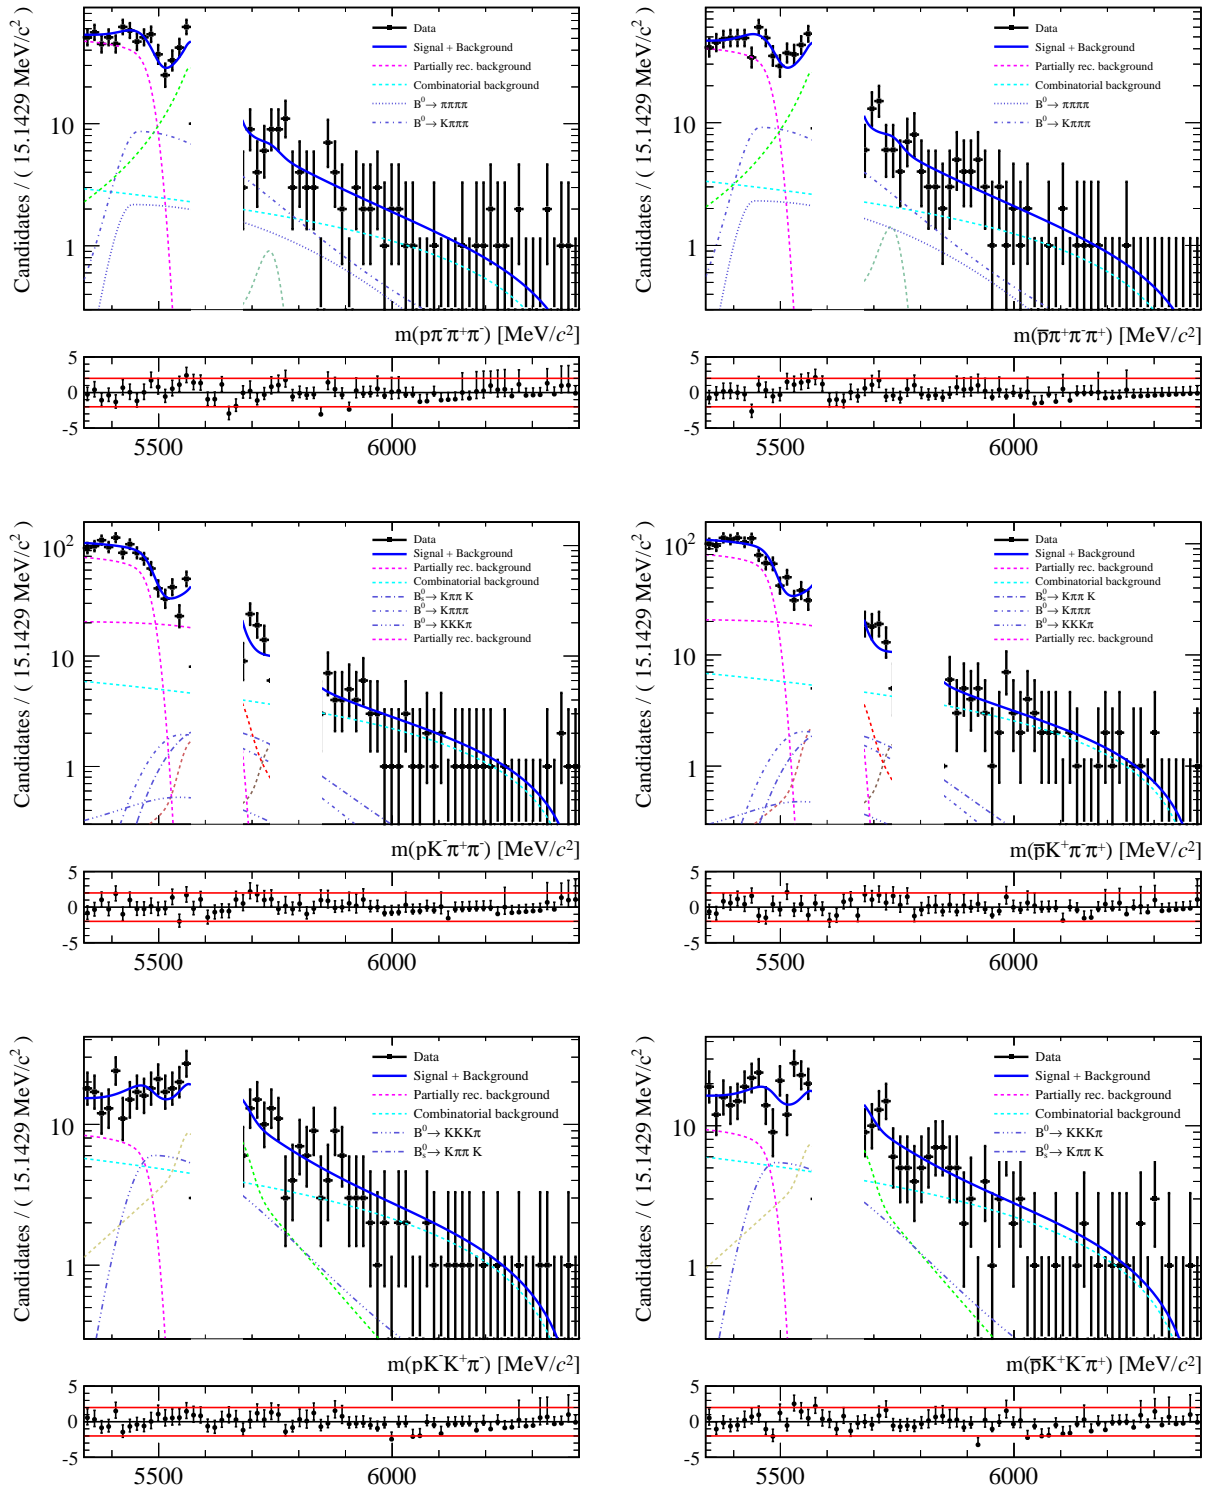 Candidates / ( 15.1429 MeV/c² )
10
1
Data
Signal + Background
Partially rec. background
Combinatorial background
B⁰→ ππππ
B⁰→ Kπππ
m(pπ⁻π⁺π⁻) [MeV/c²]
5
0
-5
5500
6000
Candidates / ( 15.1429 MeV/c² )
10
1
Data
Signal + Background
Partially rec. background
Combinatorial background
B⁰→ ππππ
B⁰→ Kπππ
m(p̅π⁺π⁻π⁺) [MeV/c²]
5
0
-5
5500
6000
Candidates / ( 15.1429 MeV/c² )
10²
10
1
Data
Signal + Background
Partially rec. background
Combinatorial background
B⁰ₛ→ Kππ K
B⁰→ Kπππ
B⁰→ KKKπ
Partially rec. background
m(pK⁻π⁺π⁻) [MeV/c²]
5
0
-5
5500
6000
Candidates / ( 15.1429 MeV/c² )
10²
10
1
Data
Signal + Background
Partially rec. background
Combinatorial background
B⁰ₛ→ Kππ K
B⁰→ Kπππ
B⁰→ KKKπ
Partially rec. background
m(p̅K⁺π⁻π⁺) [MeV/c²]
5
0
-5
5500
6000
Candidates / ( 15.1429 MeV/c² )
10
1
Data
Signal + Background
Partially rec. background
Combinatorial background
B⁰→ KKKπ
B⁰ₛ→ Kππ K
m(pK⁻K⁺π⁻) [MeV/c²]
5
0
-5
5500
6000
Candidates / ( 15.1429 MeV/c² )
10
1
Data
Signal + Background
Partially rec. background
Combinatorial background
B⁰→ KKKπ
B⁰ₛ→ Kππ K
m(p̅K⁺K⁻π⁺) [MeV/c²]
5
0
-5
5500
6000